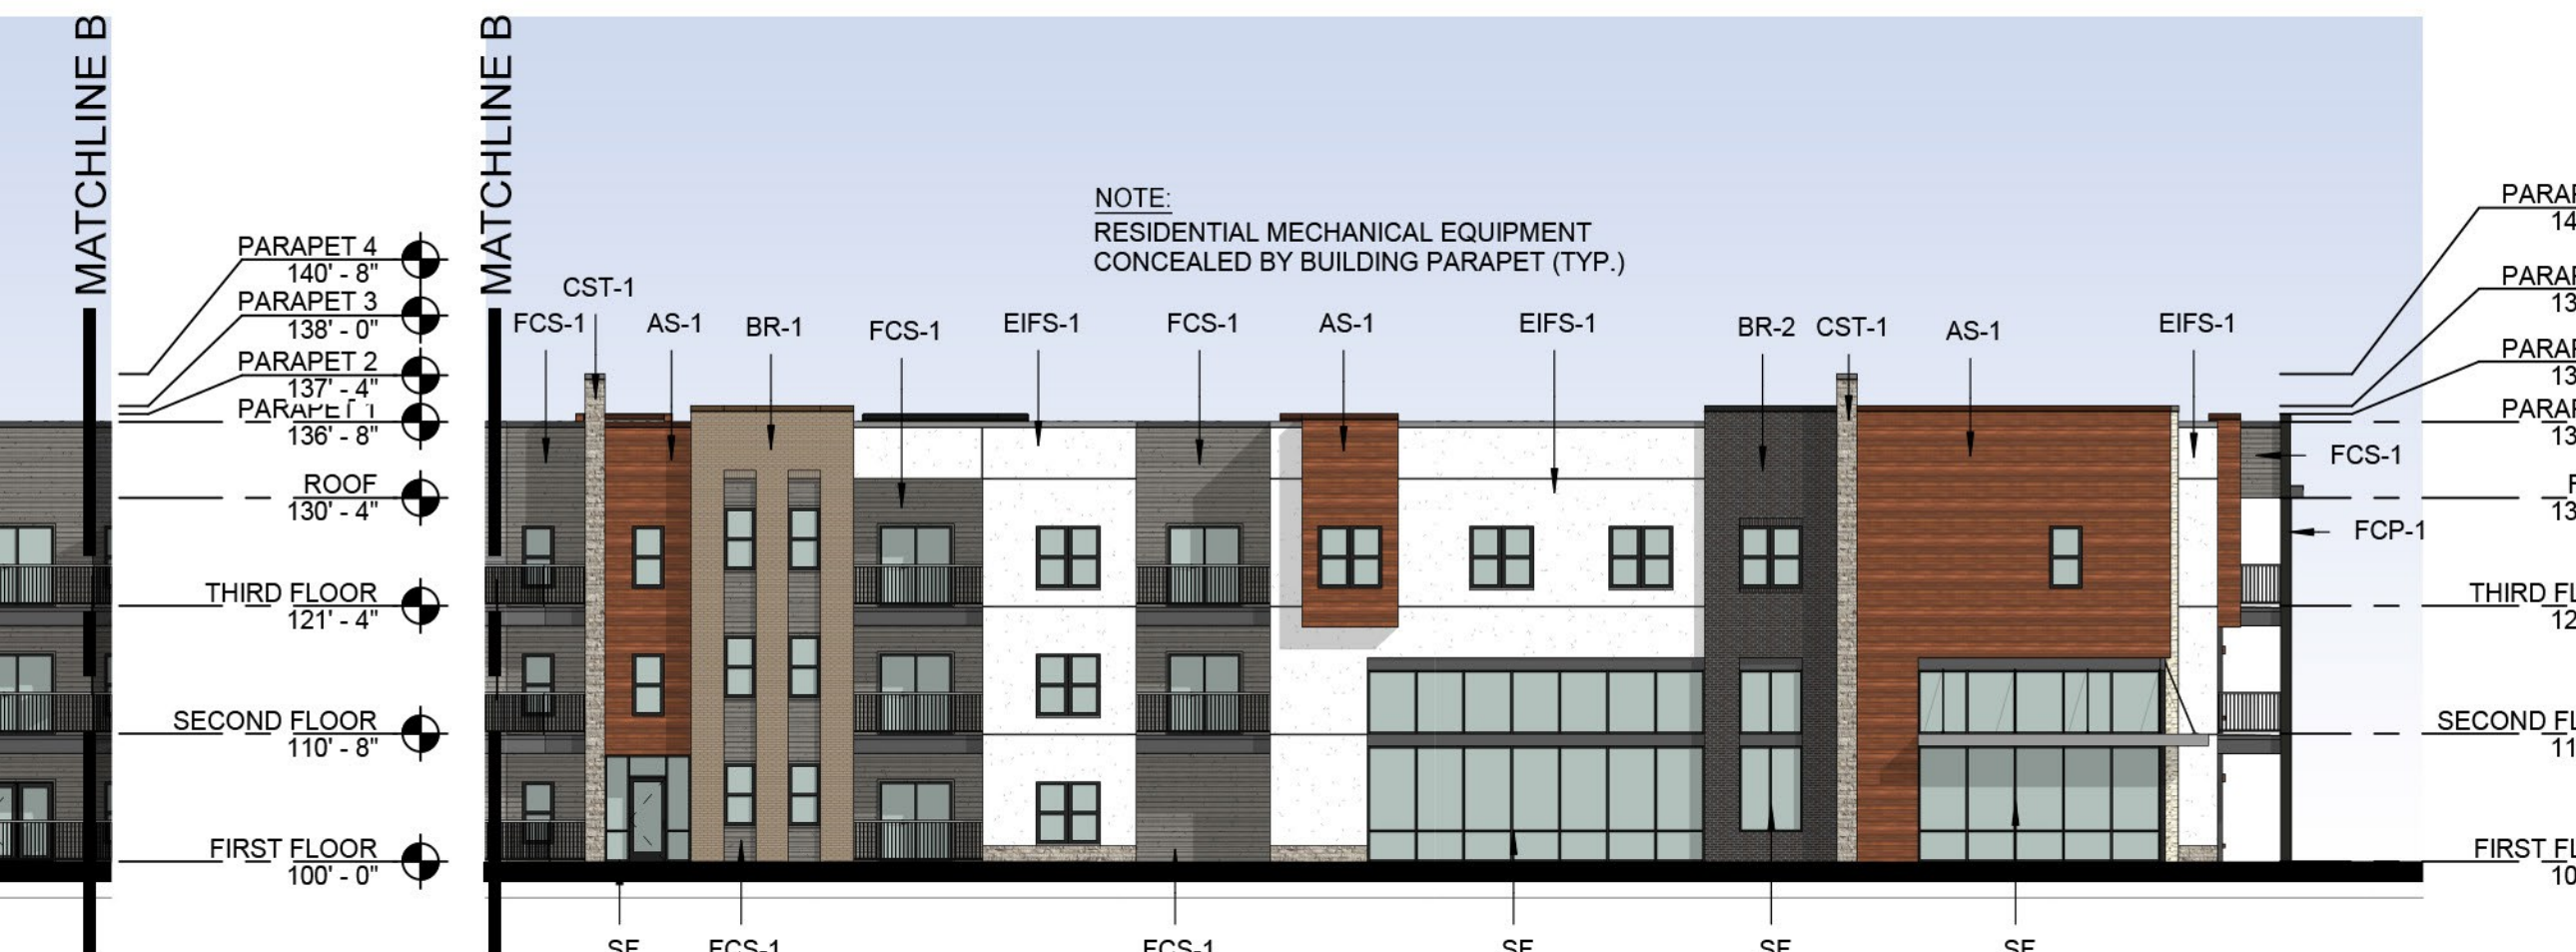 MATCHLINE B
MATCHLINE B
NOTE:
RESIDENTIAL MECHANICAL EQUIPMENT
CONCEALED BY BUILDING PARAPET (TYP.)
PARAPET 4
140' - 8"
PARAPET 3
138' - 0"
PARAPET 2
137' - 4"
PARAPET 1
136' - 8"
ROOF
130' - 4"
THIRD FLOOR
121' - 4"
SECOND FLOOR
110' - 8"
FIRST FLOOR
100' - 0"
CST-1
FCS-1
AS-1
BR-1
FCS-1
EIFS-1
FCS-1
AS-1
EIFS-1
BR-2
CST-1
AS-1
EIFS-1
FCS-1
FCP-1
THIRD
SECOND
FIRST
SF
FCS-1
FCS-1
SF
SF
SF